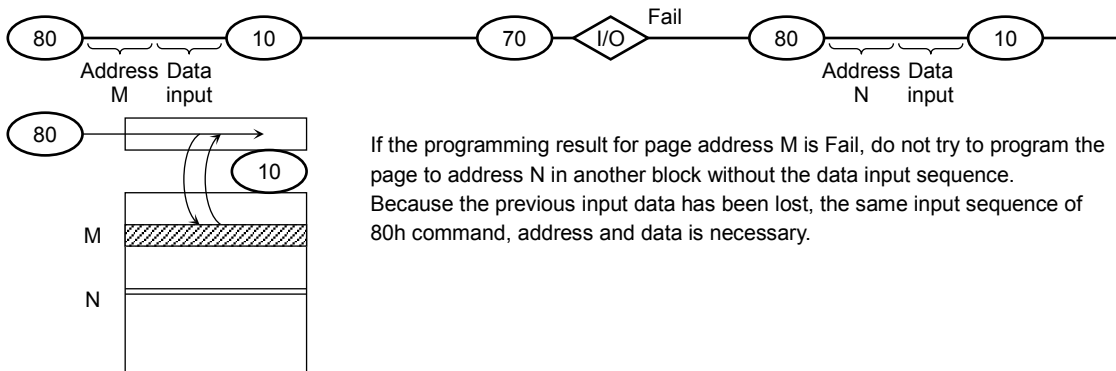 Fail
80 10 70 I/O 80 10
Address Data Address Data
M input N input
80
If the programming result for page address M is Fail, do not try to program the
page to address N in another block without the data input sequence.
10
Because the previous input data has been lost, the same input sequence of
M
80h command, address and data is necessary.
N